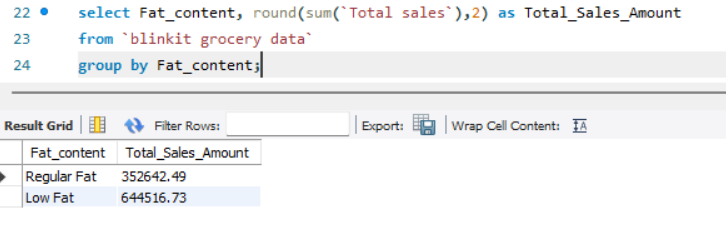 22 select Fat_content, round(sum(`Total sales`),2) as Total_Sales_Amount
23 from `blinkit grocery data`
24 group by Fat_content;
Result Grid Filter Rows: Export: Wrap Cell Content: IA
Fat_content Total_Sales_Amount
Regular Fat 352642.49
Low Fat 644516.73